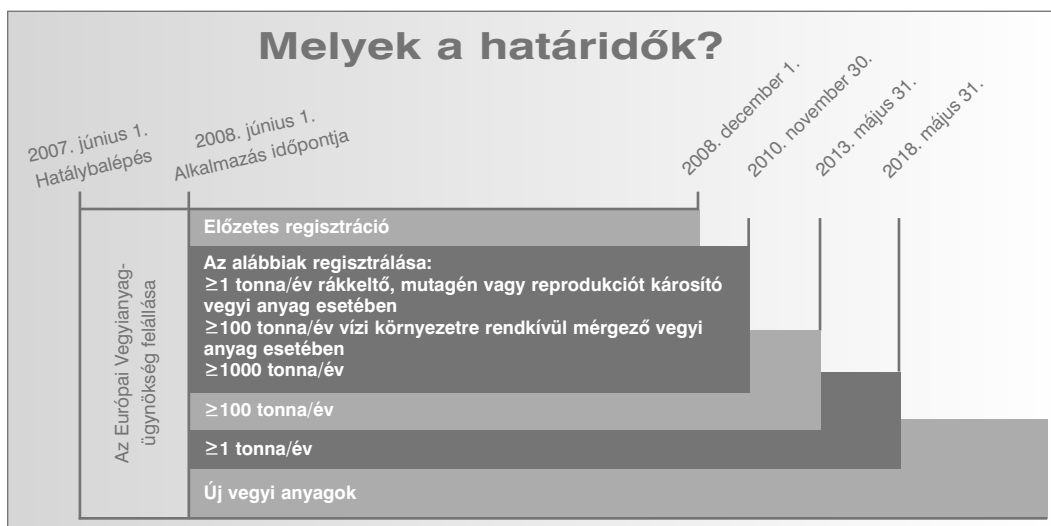 Melyek a határidők?
2007. június 1.
Hatálybalépés
2008. június 1.
Alkalmazás időpontja
2008. december 1.
2010. november 30.
2013. május 31.
2018. május 31.
Az Európai Vegyianyag-
ügynökség felállása
Előzetes regisztráció
Az alábbiak regisztrálása:
≥1 tonna/év rákkeltő, mutagén vagy reprodukciót károsító
vegyi anyag esetében
≥100 tonna/év vízi környezetre rendkívül mérgező vegyi
anyag esetében
≥1000 tonna/év
≥100 tonna/év
≥1 tonna/év
Új vegyi anyagok